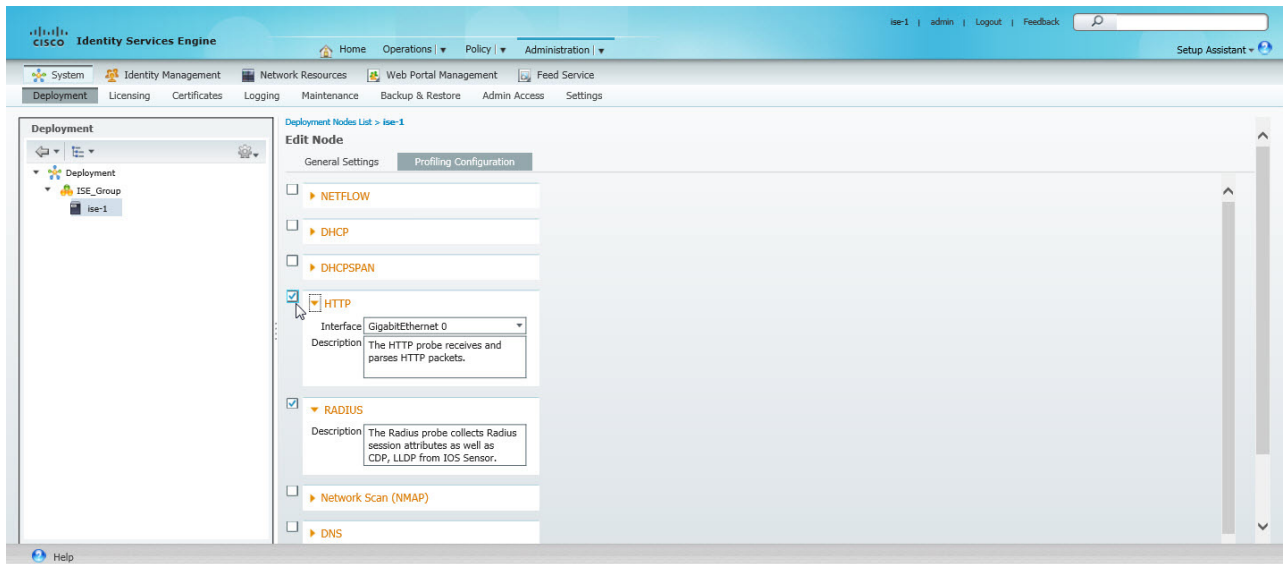 ise-1 | admin | Logout | Feedback
cisco Identity Services Engine
Home Operations | Policy | Administration |
Setup Assistant
System Identity Management Network Resources Web Portal Management Feed Service
Deployment Licensing Certificates Logging Maintenance Backup & Restore Admin Access Settings
Deployment
Deployment
ISE_Group
ise-1
Deployment Nodes List > ise-1
Edit Node
General Settings Profiling Configuration
NETFLOW
DHCP
DHCPSPAN
HTTP
Interface GigabitEthernet 0
Description The HTTP probe receives and
parses HTTP packets.
RADIUS
Description The Radius probe collects Radius
session attributes as well as
CDP, LLDP from IOS Sensor.
Network Scan (NMAP)
DNS
Help